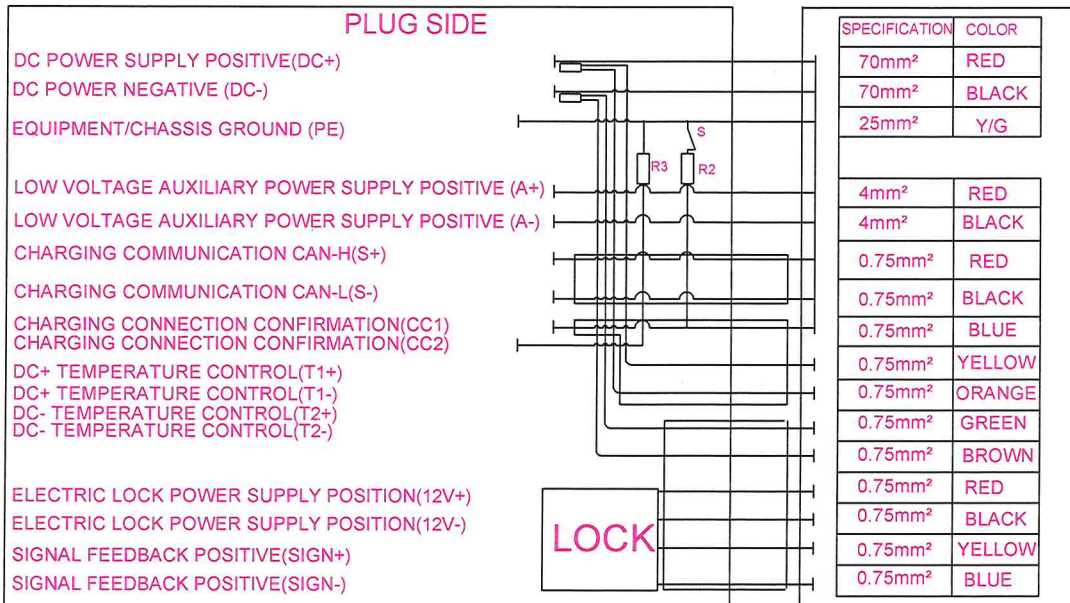 PLUG SIDE
SPECIFICATION COLOR
DC POWER SUPPLY POSITIVE(DC+) 70mm² RED
DC POWER NEGATIVE (DC-) 70mm² BLACK
EQUIPMENT/CHASSIS GROUND (PE) 25mm² Y/G
S
R3 R2
LOW VOLTAGE AUXILIARY POWER SUPPLY POSITIVE (A+) 4mm² RED
LOW VOLTAGE AUXILIARY POWER SUPPLY POSITIVE (A-) 4mm² BLACK
CHARGING COMMUNICATION CAN-H(S+) 0.75mm² RED
CHARGING COMMUNICATION CAN-L(S-) 0.75mm² BLACK
CHARGING CONNECTION CONFIRMATION(CC1) 0.75mm² BLUE
CHARGING CONNECTION CONFIRMATION(CC2)
DC+ TEMPERATURE CONTROL(T1+) 0.75mm² YELLOW
DC+ TEMPERATURE CONTROL(T1-) 0.75mm² ORANGE
DC- TEMPERATURE CONTROL(T2+) 0.75mm² GREEN
DC- TEMPERATURE CONTROL(T2-) 0.75mm² BROWN
ELECTRIC LOCK POWER SUPPLY POSITION(12V+) 0.75mm² RED
ELECTRIC LOCK POWER SUPPLY POSITION(12V-) 0.75mm² BLACK
LOCK
SIGNAL FEEDBACK POSITIVE(SIGN+) 0.75mm² YELLOW
SIGNAL FEEDBACK POSITIVE(SIGN-) 0.75mm² BLUE